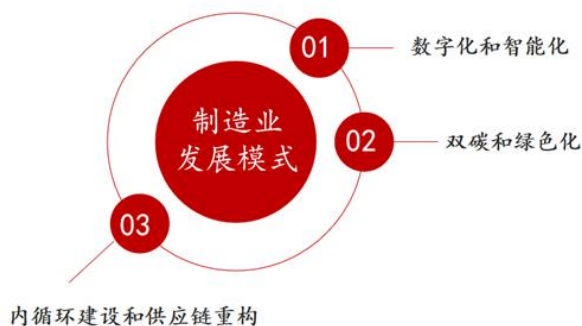 制造业
发展模式
01
数字化和智能化
02
双碳和绿色化
03
内循环建设和供应链重构